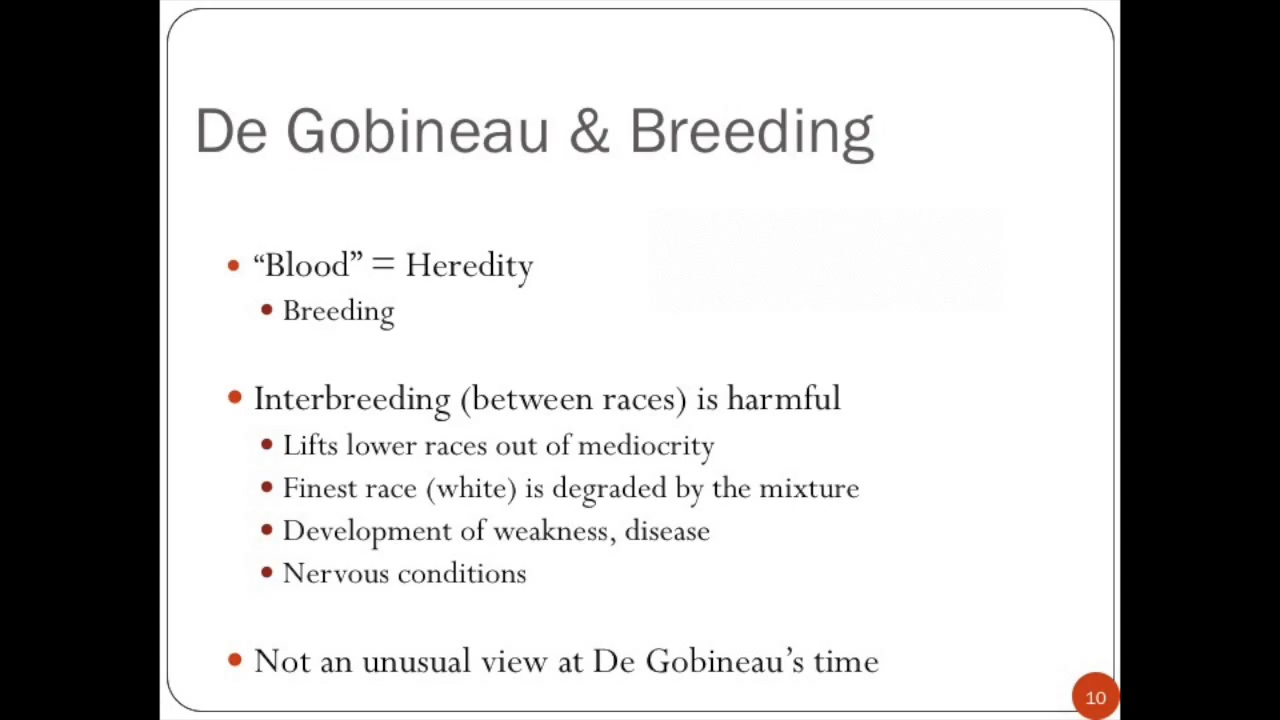 De Gobineau & Breeding
“Blood” = Heredity
Breeding
Interbreeding (between races) is harmful
Lifts lower races out of mediocrity
Finest race (white) is degraded by the mixture
Development of weakness, disease
Nervous conditions
Not an unusual view at De Gobineau’s time
10